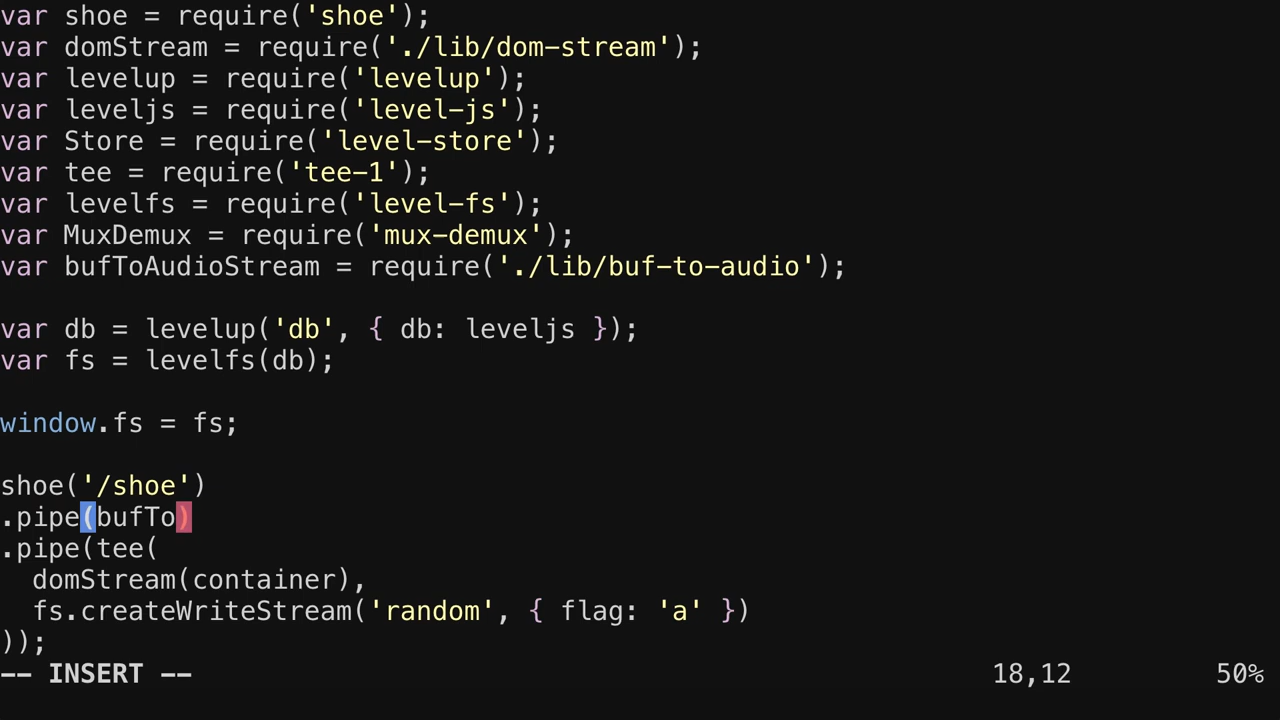 var shoe = require('shoe');
var domStream = require('./lib/dom-stream');
var levelup = require('levelup');
var leveljs = require('level-js');
var Store = require('level-store');
var tee = require('tee-1');
var levelfs = require('level-fs');
var MuxDemux = require('mux-demux');
var bufToAudioStream = require('./lib/buf-to-audio');

var db = levelup('db', { db: leveljs });
var fs = levelfs(db);

window.fs = fs;

shoe('/shoe')
.pipe(bufTo)
.pipe(tee(
  domStream(container),
  fs.createWriteStream('random', { flag: 'a' })
));
-- INSERT -- 18,12 50%